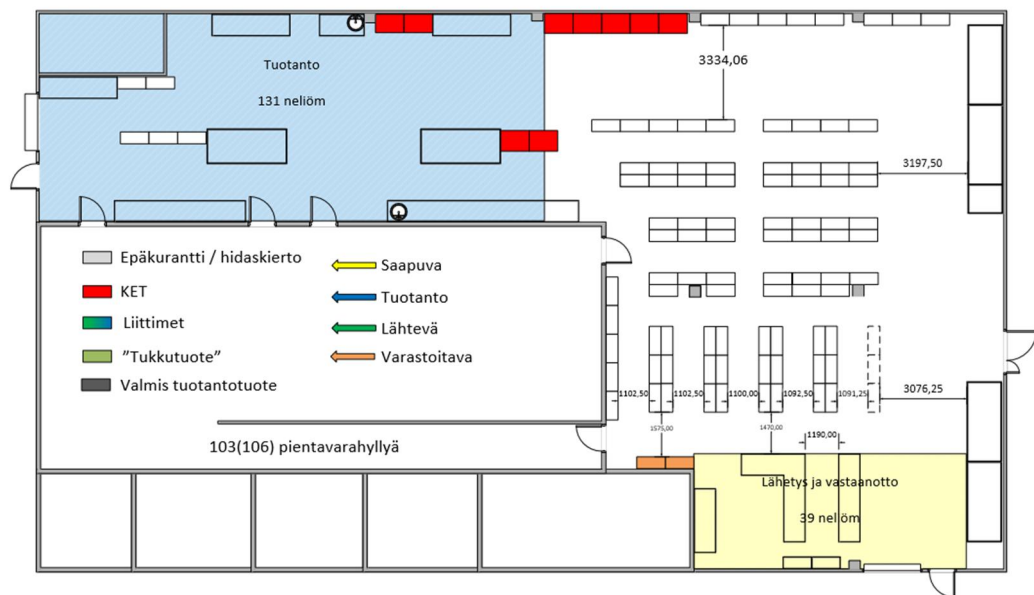 Tuotanto
131 neliöm
3334,06
3197,50
Epäkurantti / hidaskierto
KET
Liittimet
”Tukkutuote”
Valmis tuotantotuote
Saapuva
Tuotanto
Lähtevä
Varastoitava
103(106) pientavarahyllyä
1102,50
1102,50
1100,00
1092,50
1091,25
3076,25
1575,00
1470,00
1190,00
Lähetys ja vastaanotto
39 neliöm